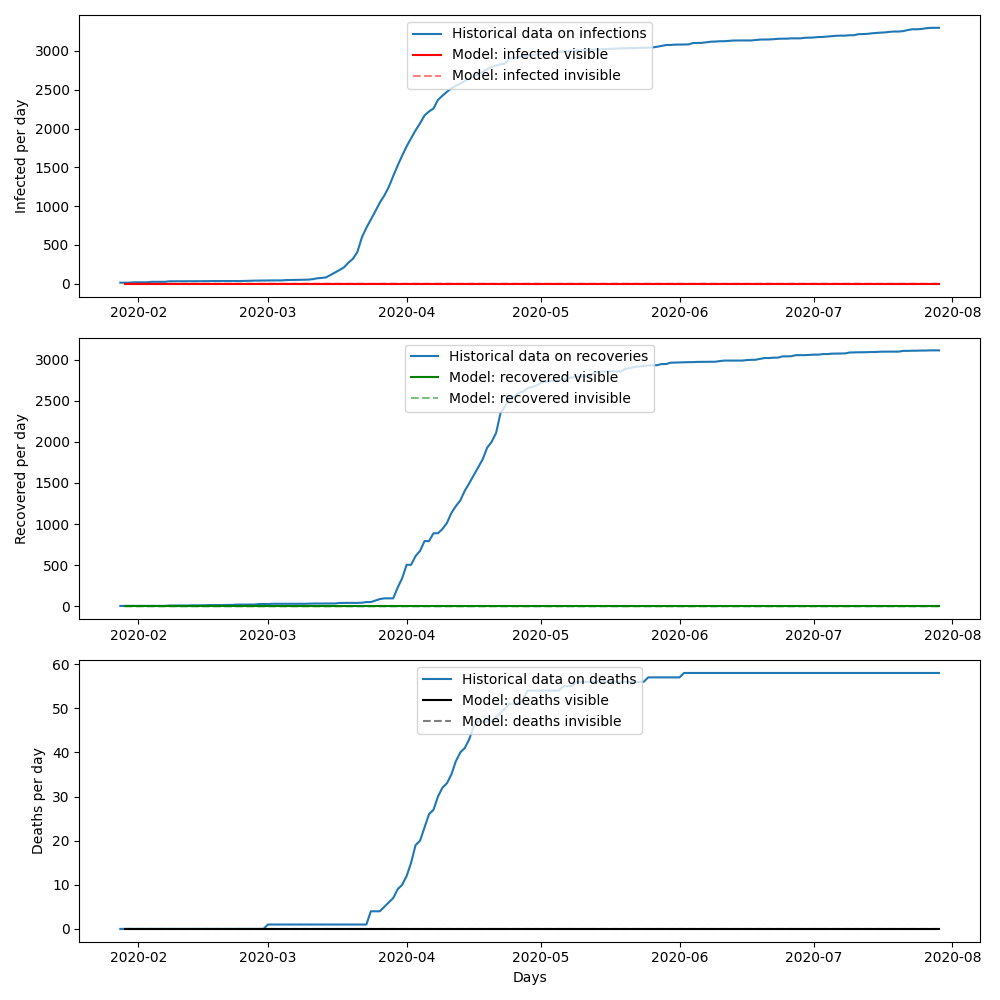 Historical data on infections
Model: infected visible
Model: infected invisible
Infected per day
3000
2500
2000
1500
1000
500
0
2020-02 2020-03 2020-04 2020-05 2020-06 2020-07 2020-08
Historical data on recoveries
Model: recovered visible
Model: recovered invisible
Recovered per day
3000
2500
2000
1500
1000
500
0
2020-02 2020-03 2020-04 2020-05 2020-06 2020-07 2020-08
Historical data on deaths
Model: deaths visible
Model: deaths invisible
Deaths per day
60
50
40
30
20
10
0
2020-02 2020-03 2020-04 2020-05 2020-06 2020-07 2020-08
Days